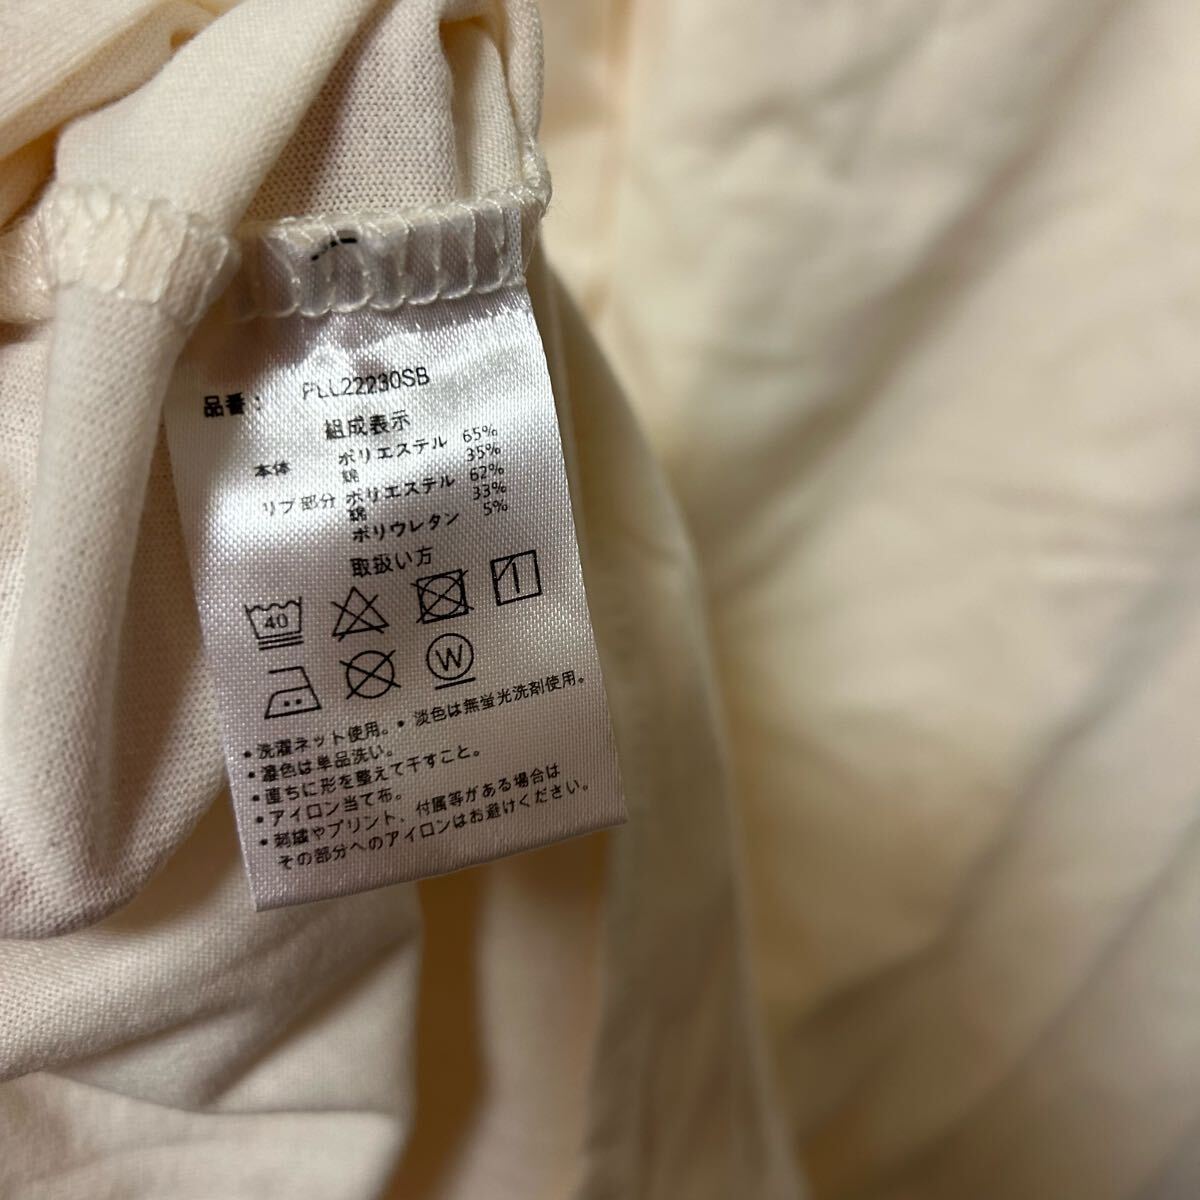 品番： PLL22230SB
組成表示
本体 ポリエステル 65%
綿 35%
リブ部分 ポリエステル 62%
綿 33%
ポリウレタン 5%
取扱い方
40
W
•洗濯ネット使用。•淡色は無蛍光洗剤使用。
•濃色は単品洗い。
•直ちに形を整えて干すこと。
•アイロン当て布。
•刺繍やプリント、付属等がある場合は
その部分へのアイロンはお避けください。